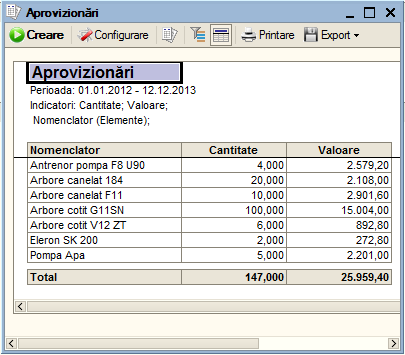 Aprovizionări
Creare Configurare Printare Export
Aprovizionări
Perioada: 01.01.2012 - 12.12.2013
Indicatori: Cantitate; Valoare;
Nomenclator (Elemente);
Nomenclator Cantitate Valoare
Antrenor pompa F8 U90 4,000 2.579,20
Arbore canelat 184 20,000 2.108,00
Arbore canelat F11 10,000 2.901,60
Arbore cotit G11SN 100,000 15.004,00
Arbore cotit V12 ZT 6,000 892,80
Eleron SK 200 2,000 272,80
Pompa Apa 5,000 2.201,00
Total 147,000 25.959,40